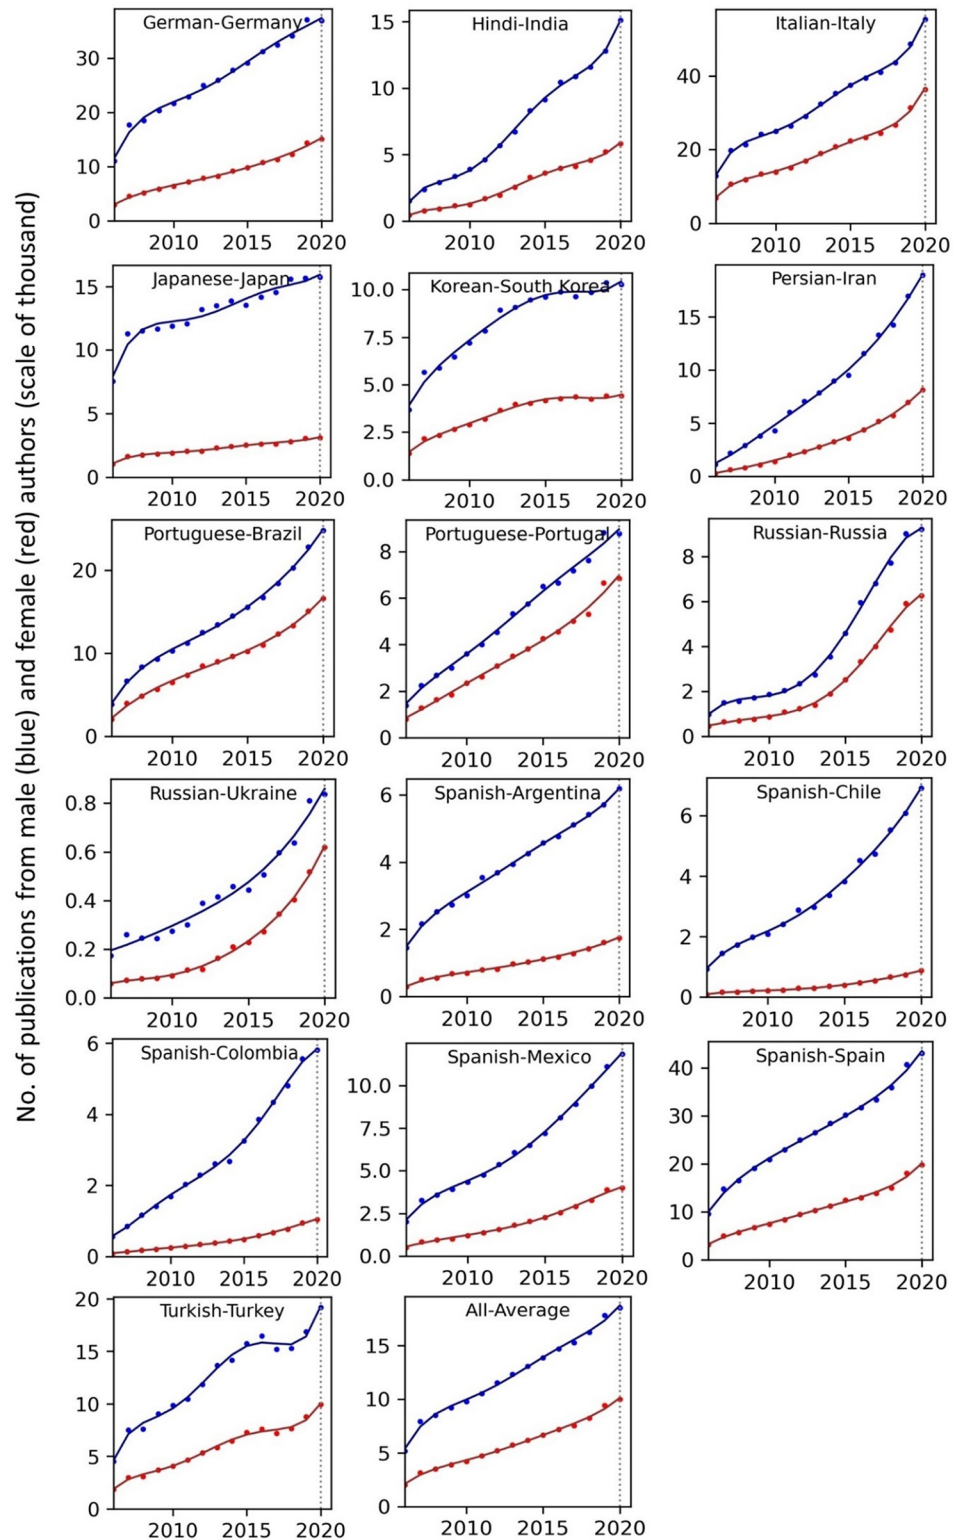 No. of publications from male (blue) and female (red) authors (scale of thousand)
German-Germany
30
20
10
0
2010 2015 2020
Hindi-India
15
10
5
0
2010 2015 2020
Italian-Italy
40
20
0
2010 2015 2020
Japanese-Japan
15
10
5
0
2010 2015 2020
Korean-South Korea
10.0
7.5
5.0
2.5
0.0
2010 2015 2020
Persian-Iran
15
10
5
0
2010 2015 2020
Portuguese-Brazil
20
10
0
2010 2015 2020
Portuguese-Portugal
8
6
4
2
0
2010 2015 2020
Russian-Russia
8
6
4
2
0
2010 2015 2020
Russian-Ukraine
0.8
0.6
0.4
0.2
0.0
2010 2015 2020
Spanish-Argentina
6
4
2
0
2010 2015 2020
Spanish-Chile
6
4
2
0
2010 2015 2020
Spanish-Colombia
6
4
2
0
2010 2015 2020
Spanish-Mexico
10.0
7.5
5.0
2.5
0.0
2010 2015 2020
Spanish-Spain
40
30
20
10
0
2010 2015 2020
Turkish-Turkey
20
15
10
5
0
2010 2015 2020
All-Average
15
10
5
0
2010 2015 2020